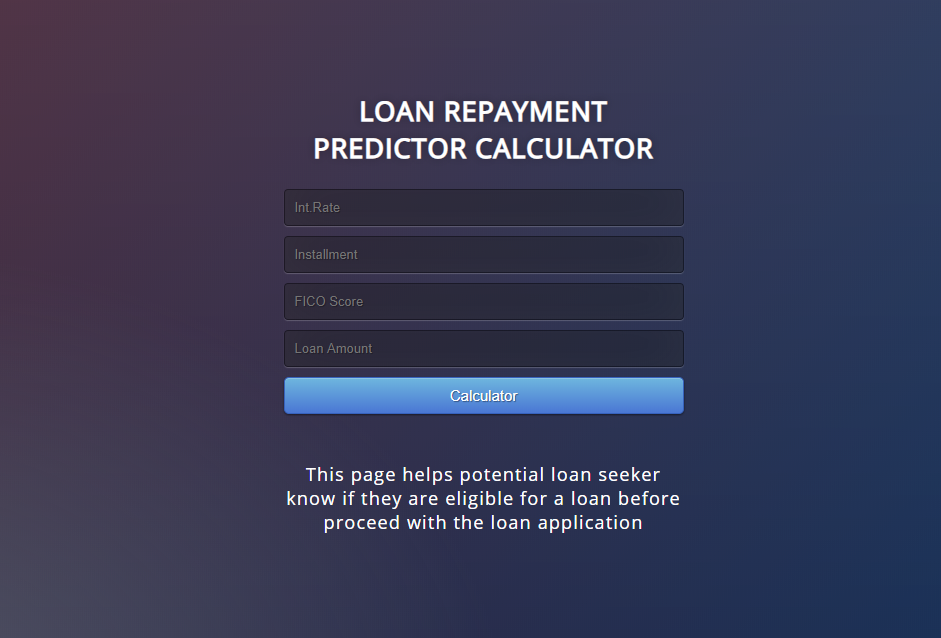 LOAN REPAYMENT
PREDICTOR CALCULATOR
Int.Rate
Installment
FICO Score
Loan Amount
Calculator
This page helps potential loan seeker
know if they are eligible for a loan before
proceed with the loan application